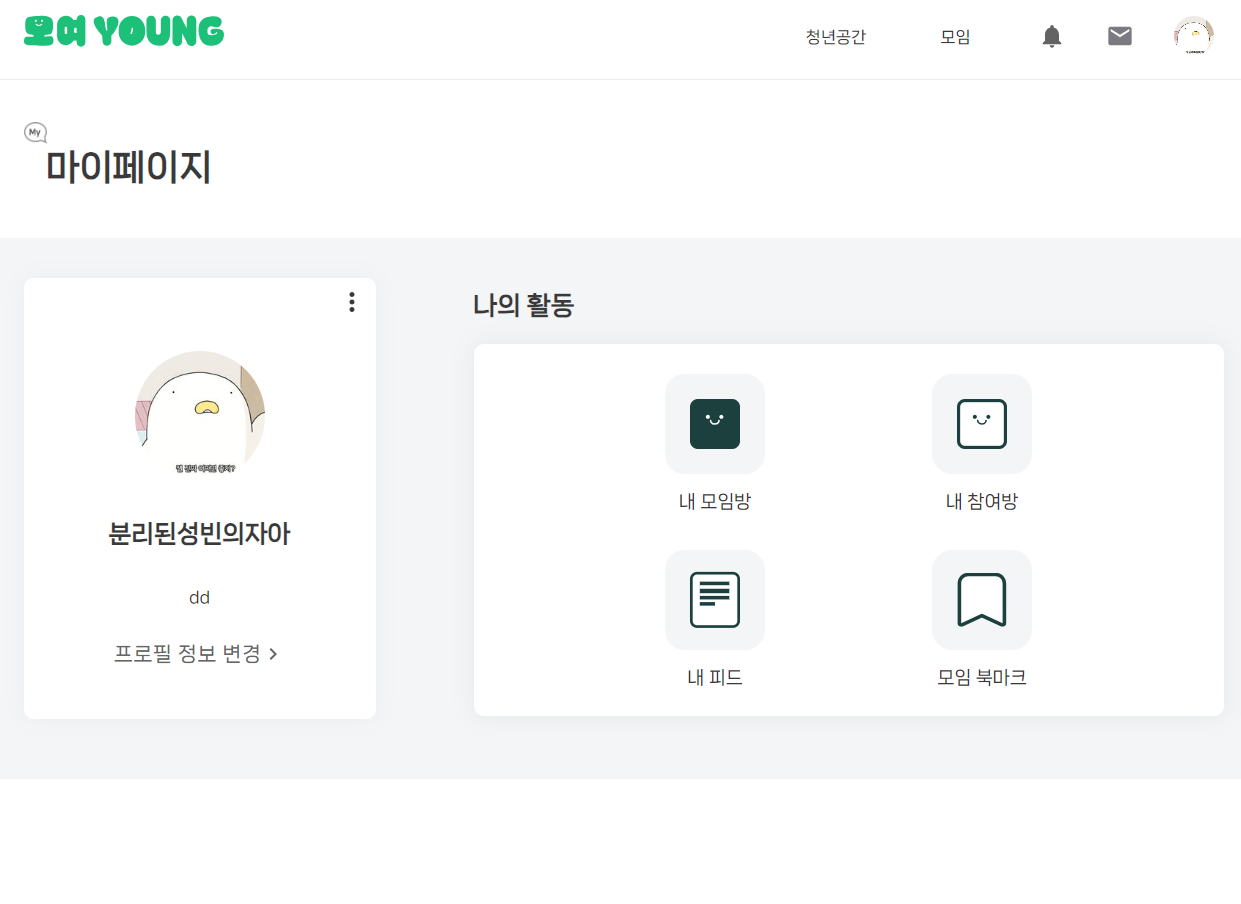 모여 YOUNG
청년공간
모임
My
마이페이지
나의 활동
분리된성빈의자아
dd
프로필 정보 변경
내 모임방
내 참여방
내 피드
모임 북마크